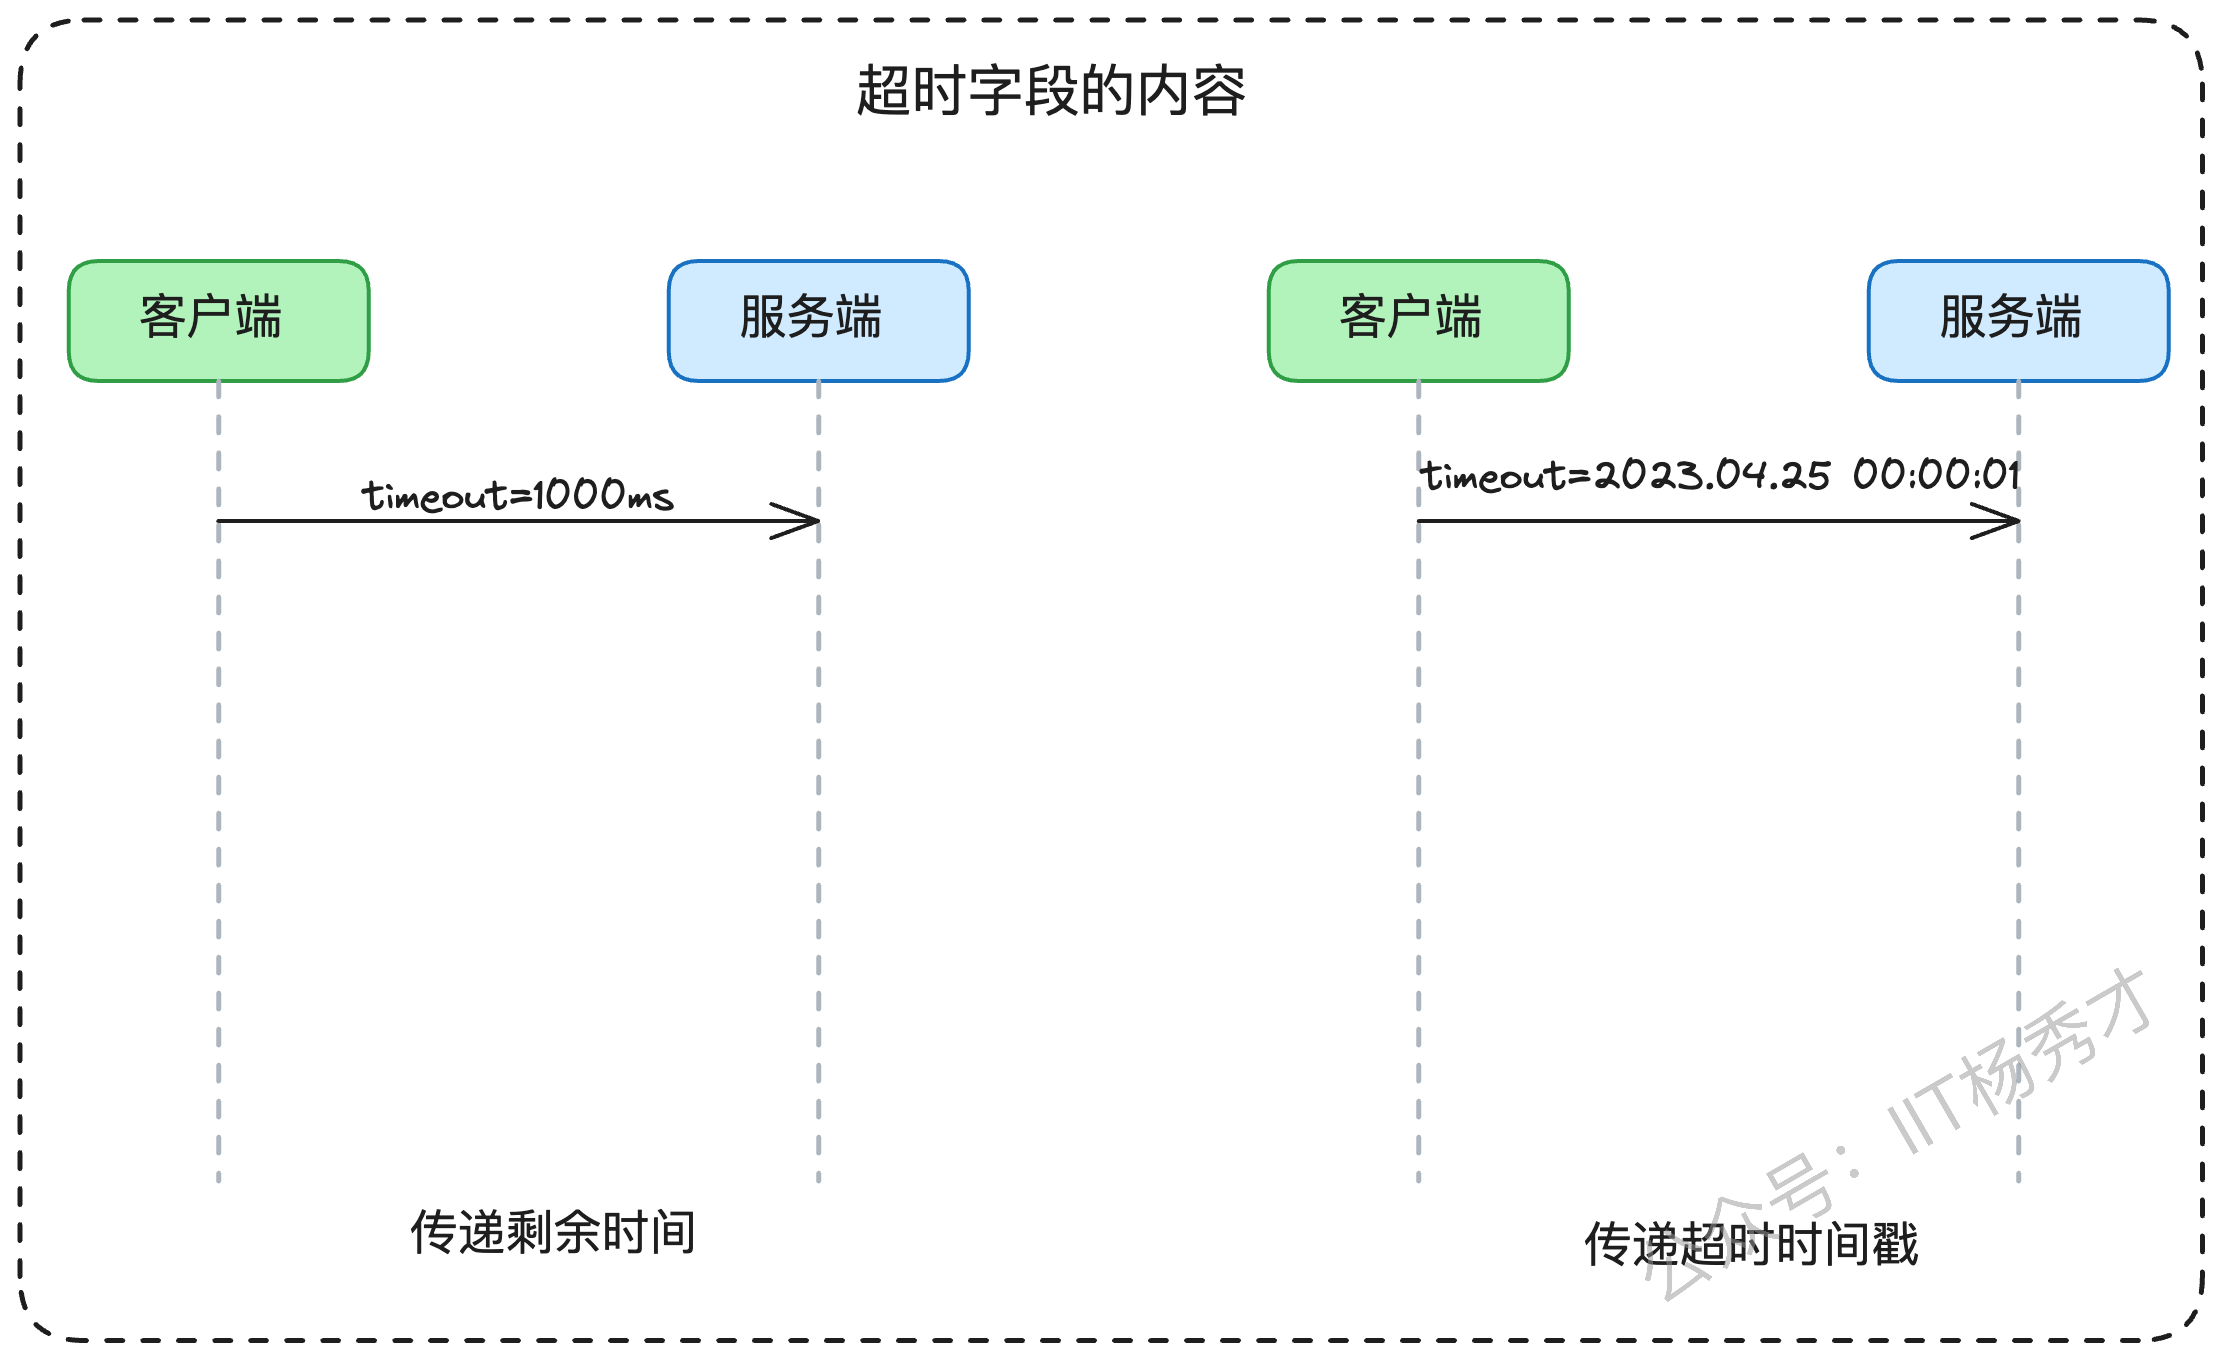 超时字段的内容
客户端
服务端
客户端
服务端
timeout=1000ms
timeout=2023.04.25 00:00:01
传递剩余时间
传递超时时间戳
公众号：IIT杨秀才